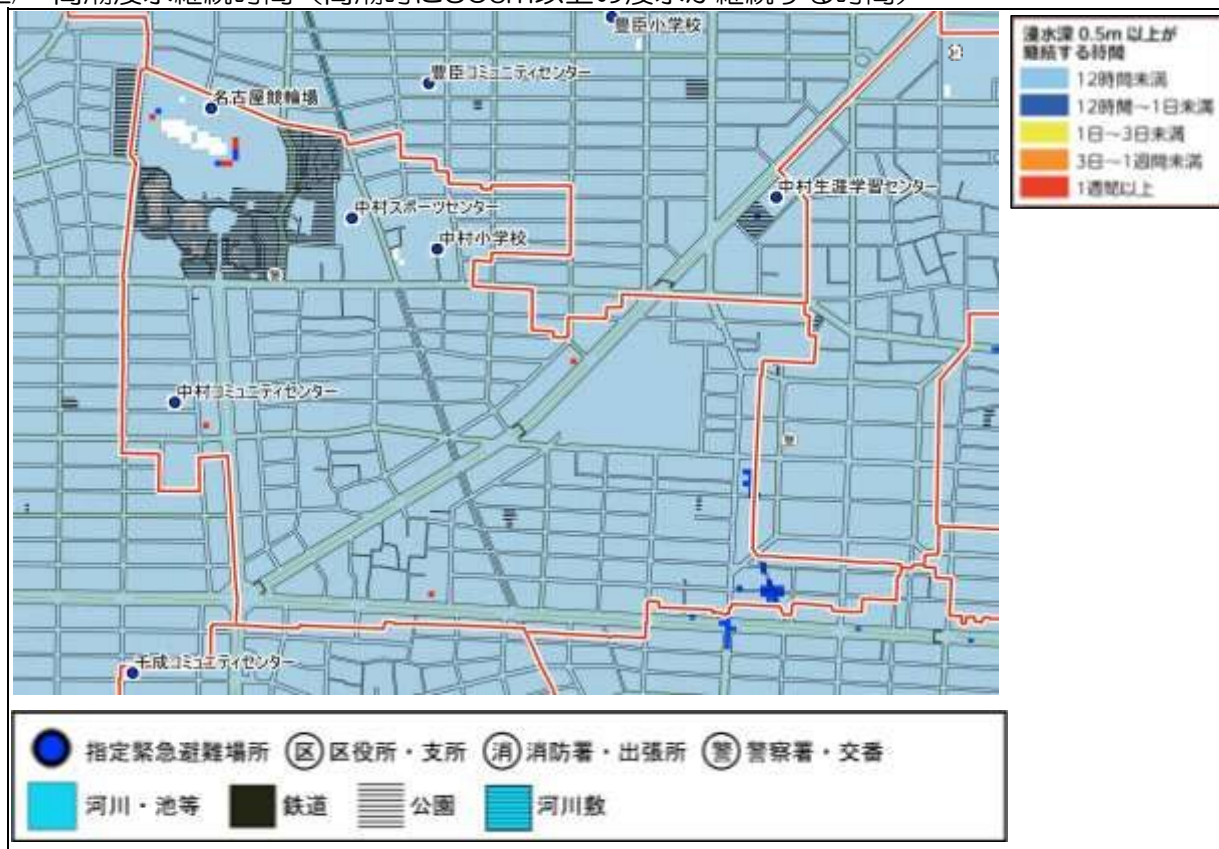 高潮浸水継続時間（高潮時に50cm以上の浸水が継続する時間）
浸水深 0.5m 以上が
継続する時間
12時間未満
12時間～1日未満
1日～3日未満
3日～1週間未満
1週間以上
豊臣小学校
消
豊臣コミュニティセンター
名古屋競輪場
中村生涯学習センター
中村スポーツセンター
中村小学校
警
中村コミュニティセンター
警
千成コミュニティセンター
指定緊急避難場所 区 区役所・支所 消 消防署・出張所 警 警察署・交番
河川・池等 鉄道 公園 河川敷